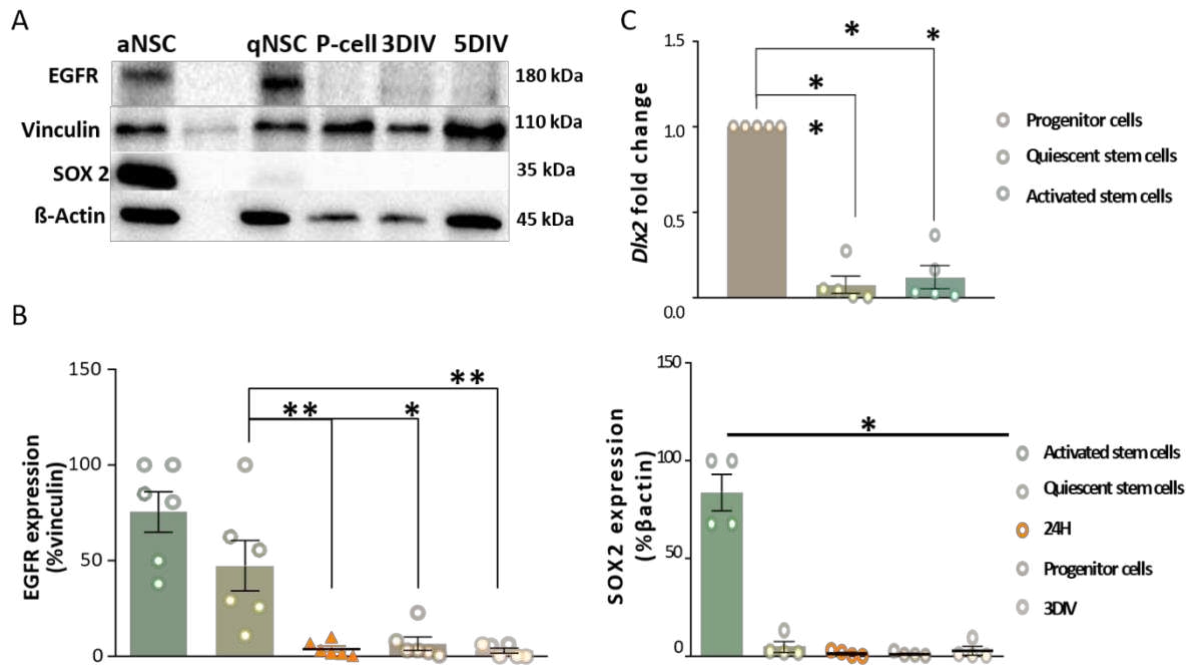 A
aNSC qNSC P-cell 3DIV 5DIV
EGFR 180 kDa
Vinculin 110 kDa
SOX 2 35 kDa
ß-Actin 45 kDa
C
1.5
1.0
0.5
0.0
Dlx2 fold change
* *
*
*
Progenitor cells
Quiescent stem cells
Activated stem cells
B
150
100
50
0
EGFR expression
(%vinculin)
**
** *
150
100
50
0
SOX2 expression
(%βactin)
*
Activated stem cells
Quiescent stem cells
24H
Progenitor cells
3DIV